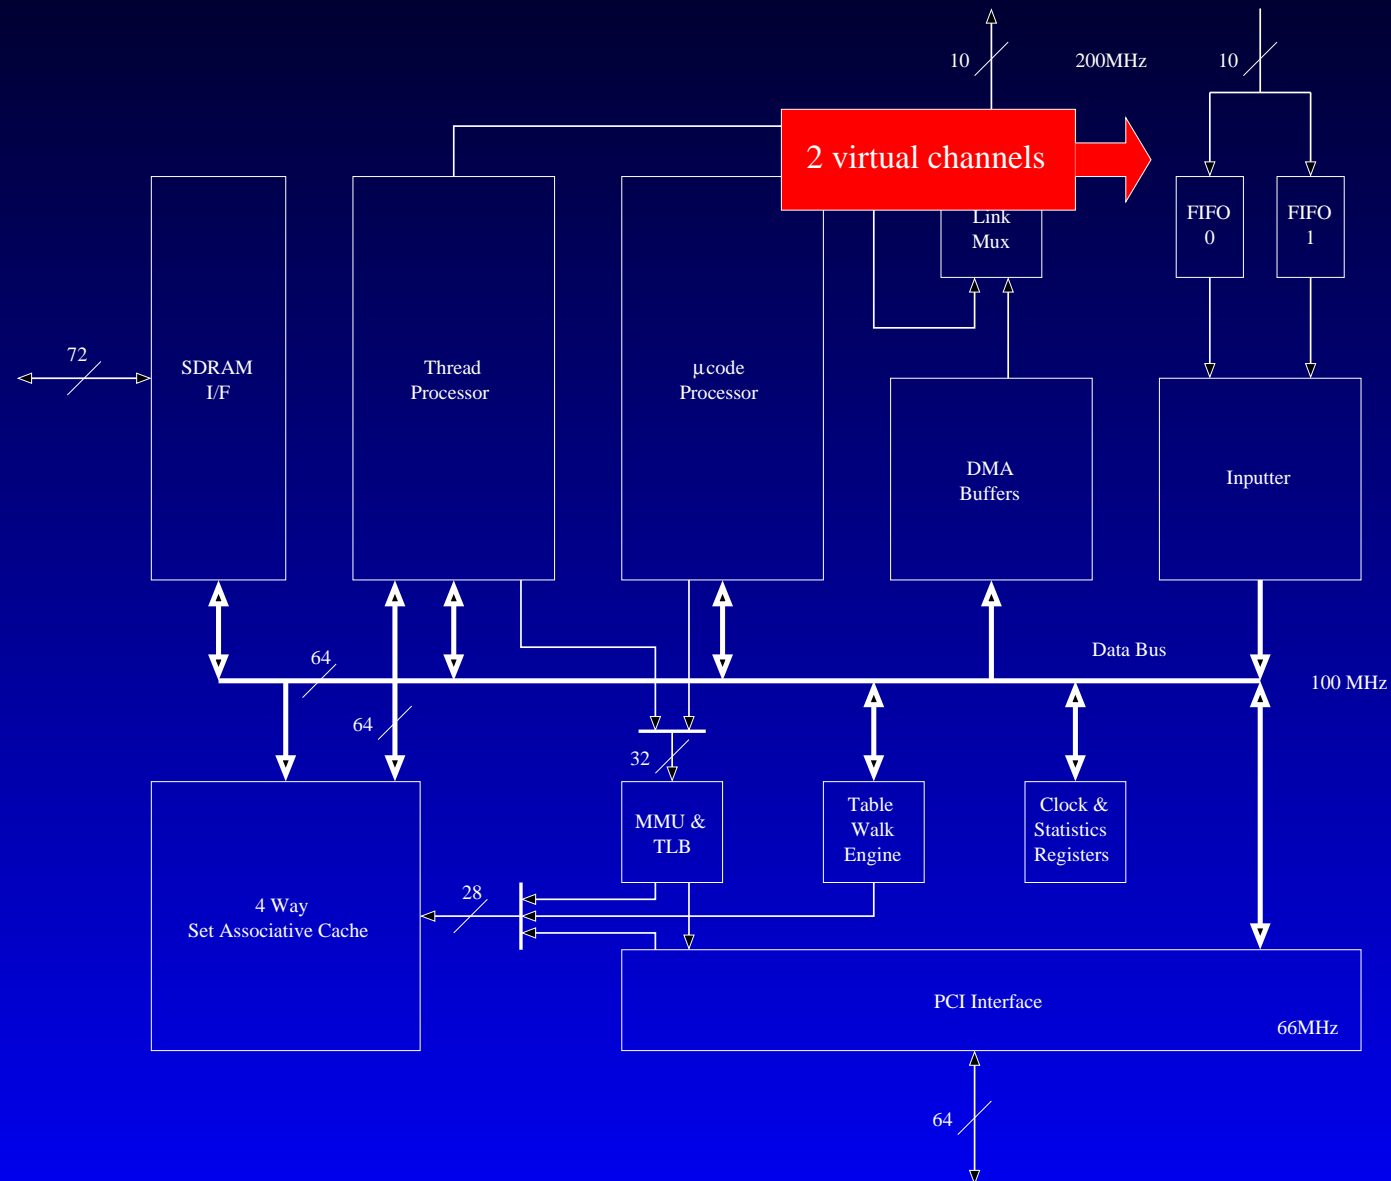 10
200MHz
10
2 virtual channels
Link
Mux
FIFO
0
FIFO
1
72
SDRAM
I/F
Thread
Processor
µcode
Processor
DMA
Buffers
Inputter
Data Bus
64
100 MHz
64
32
MMU &
TLB
Table
Walk
Engine
Clock &
Statistics
Registers
28
4 Way
Set Associative Cache
PCI Interface
66MHz
64